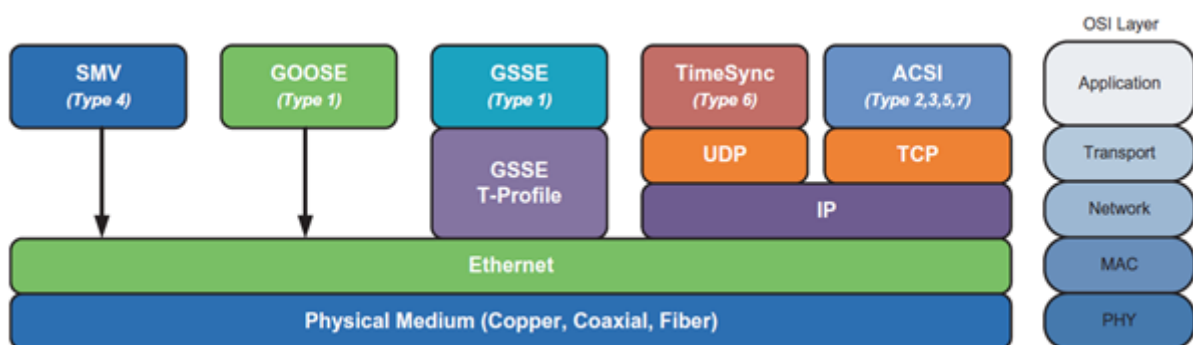 OSI Layer
SMV
(Type 4)
GOOSE
(Type 1)
GSSE
(Type 1)
TimeSync
(Type 6)
ACSI
(Type 2,3,5,7)
Application
GSSE
T-Profile
UDP
TCP
Transport
IP
Network
Ethernet
MAC
Physical Medium (Copper, Coaxial, Fiber)
PHY